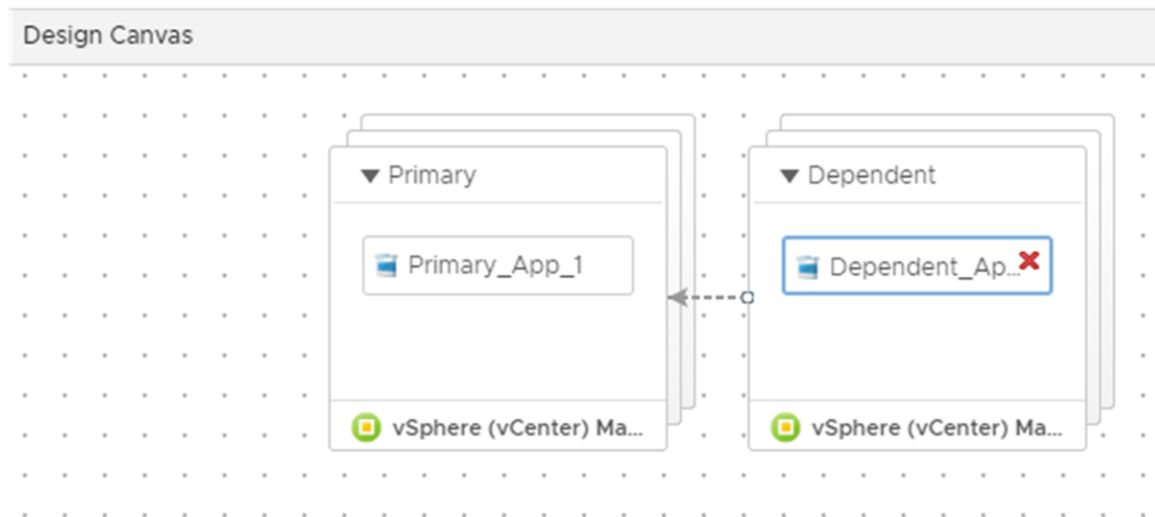 Design Canvas
Primary
Dependent
Primary_App_1
Dependent_Ap...
vSphere (vCenter) Ma...
vSphere (vCenter) Ma...